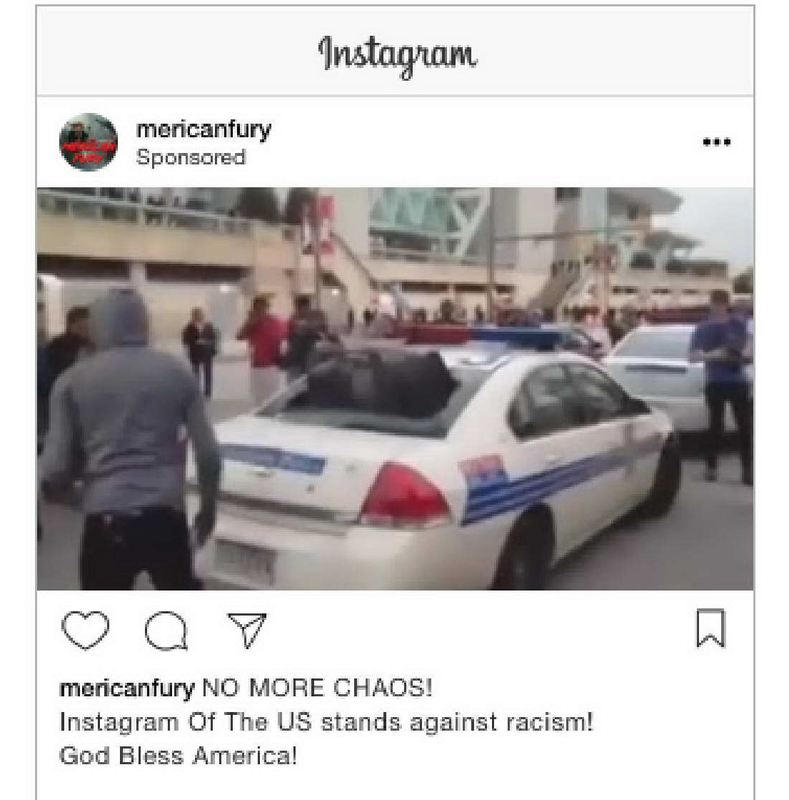 Instagram
mericanfury
Sponsored
mericanfury NO MORE CHAOS!
Instagram Of The US stands against racism!
God Bless America!